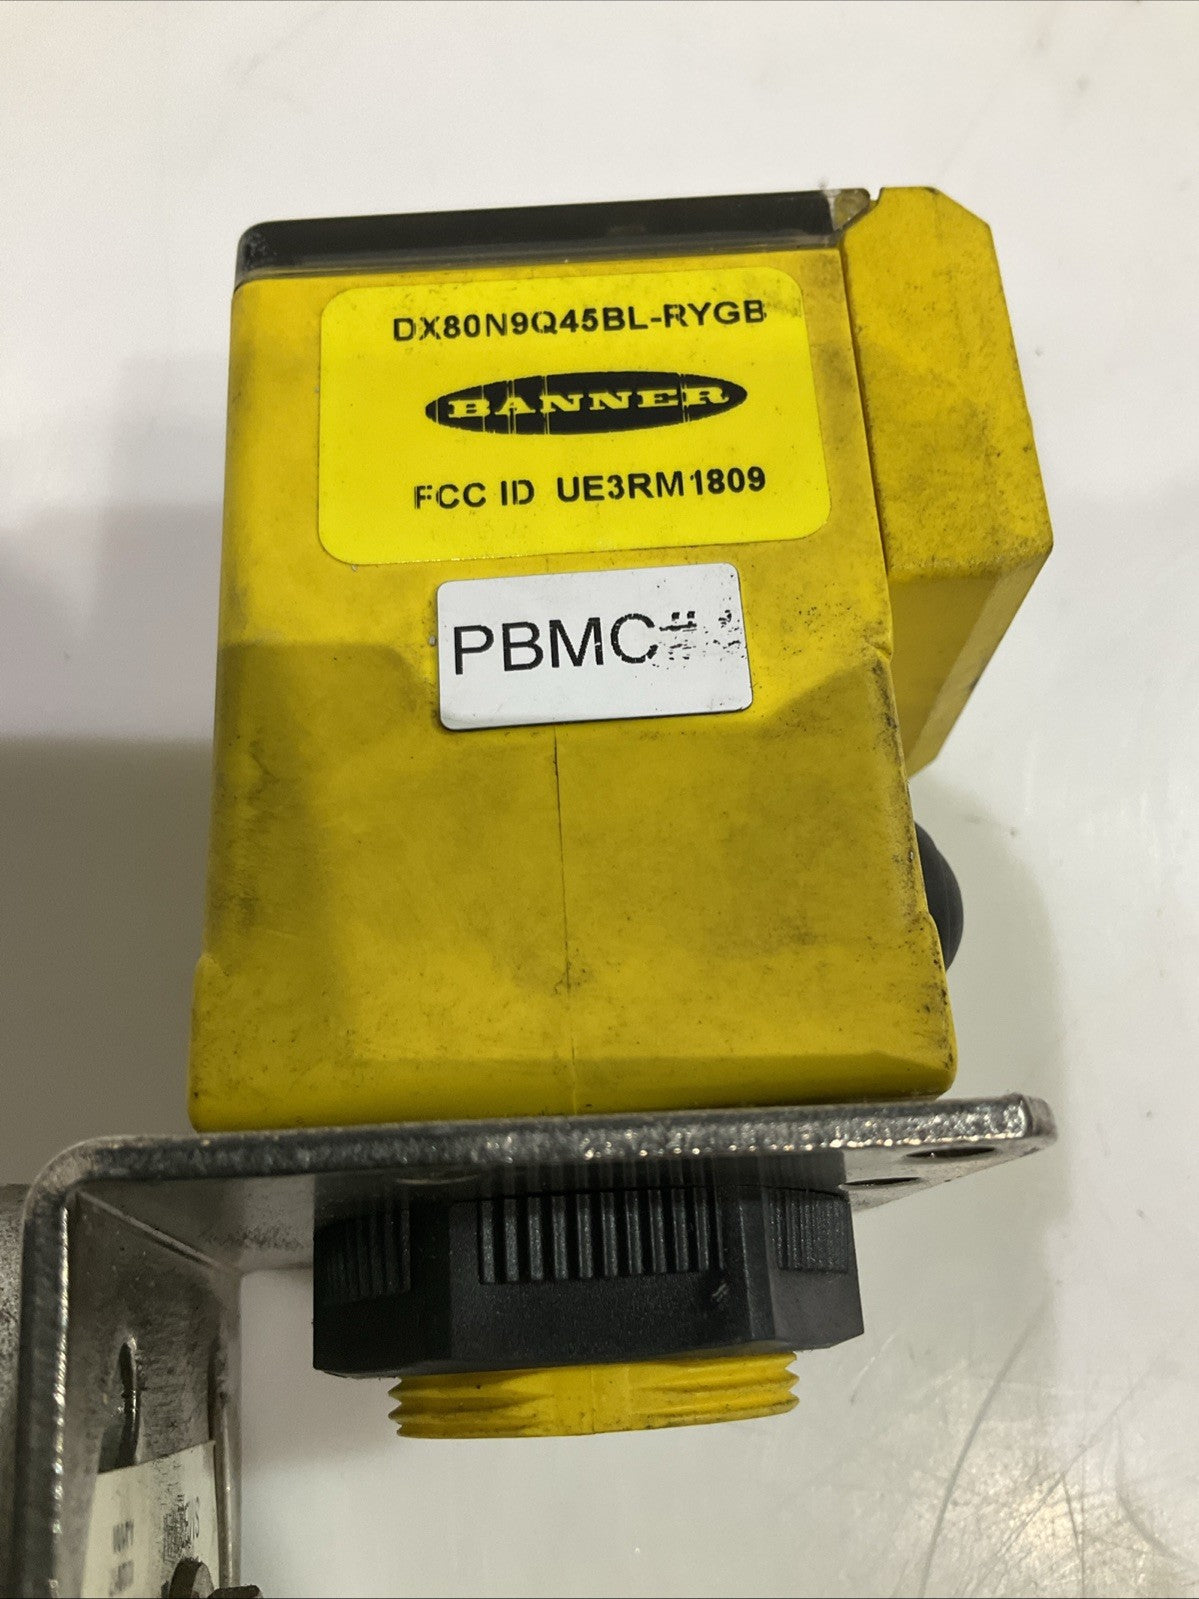 DX80N9Q45BL-RYGB
BANNER
FCC ID UE3RM1809
PBMC#